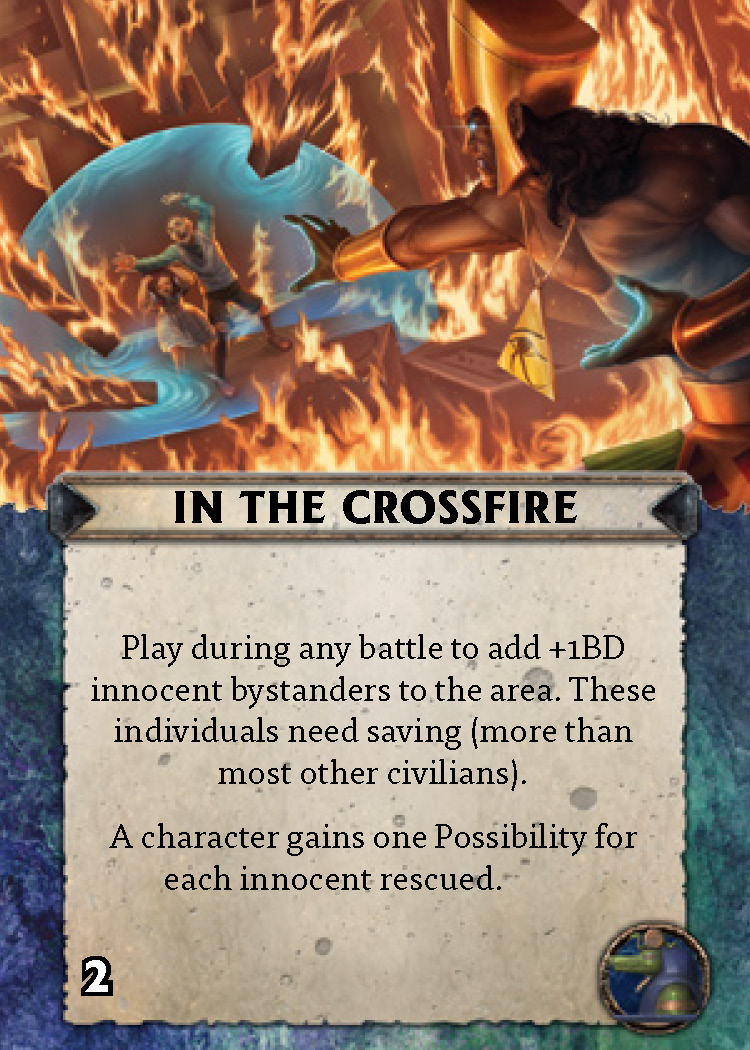 IN THE CROSSFIRE
Play during any battle to add +1BD
innocent bystanders to the area. These
individuals need saving (more than
most other civilians).
A character gains one Possibility for
each innocent rescued.
2